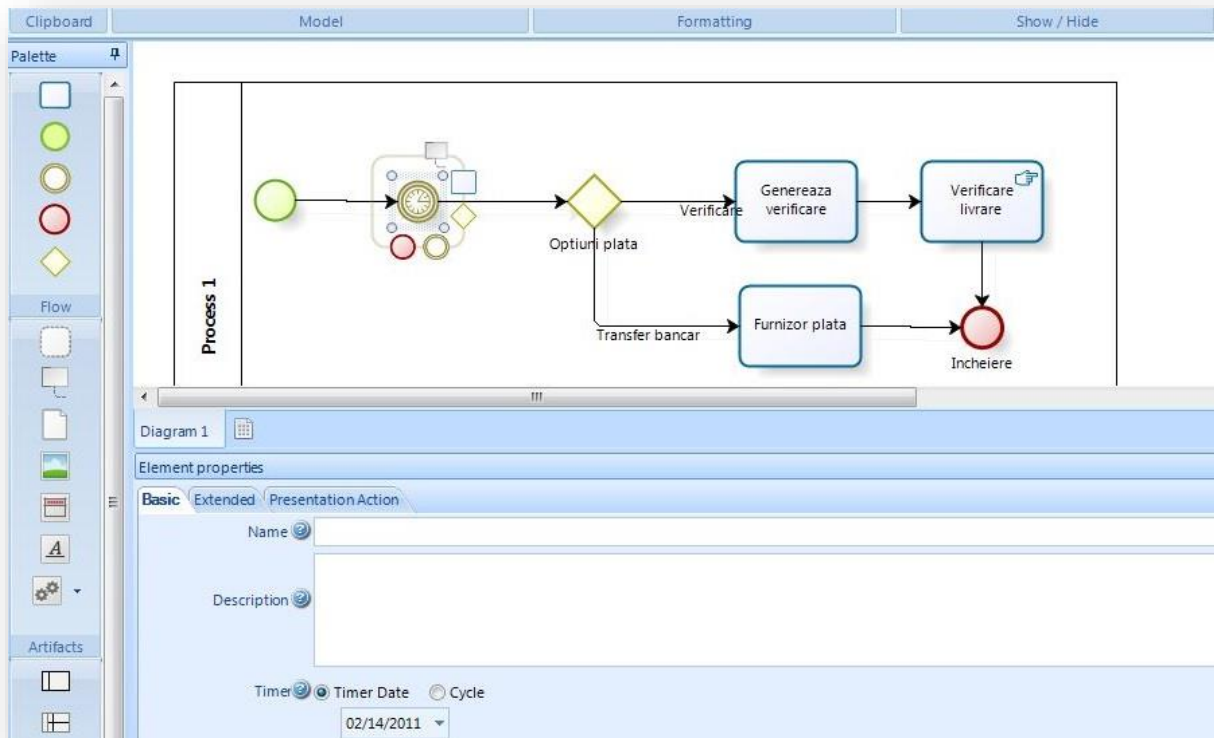 Clipboard Model Formatting Show / Hide
Palette
Flow
Artifacts
Process 1
Optiuni plata
Verificare
Genereaza
verificare
Verificare
livrare
Transfer bancar
Furnizor plata
Incheiere
Diagram 1
Element properties
Basic Extended Presentation Action
Name
Description
Timer Timer Date Cycle
02/14/2011